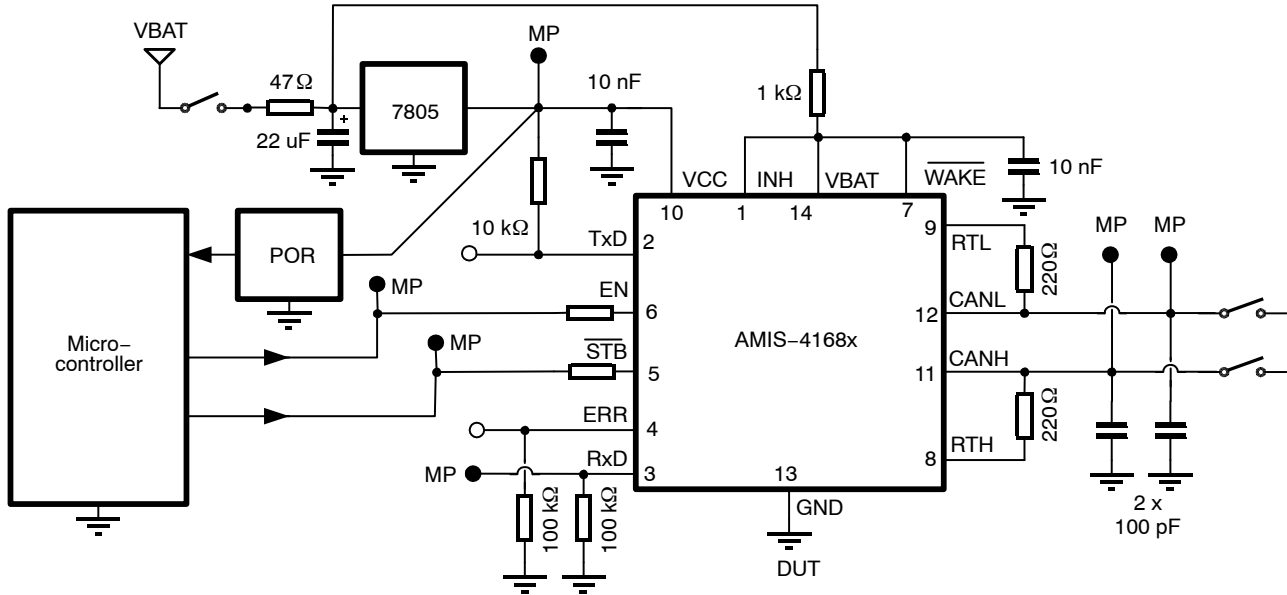 VBAT
MP
47Ω
10 nF
7805
1 kΩ
+
22 uF
VCC
INH
VBAT
WAKE
10 nF
10
1
14
7
10 kΩ
TxD
2
9
RTL
MP
MP
POR
MP
EN
6
220Ω
CANL
12
Micro–
controller
MP
STB
5
AMIS–4168x
CANH
11
ERR
4
220Ω
MP
RxD
3
13
8
RTH
GND
100 kΩ
100 kΩ
2 x
100 pF
DUT